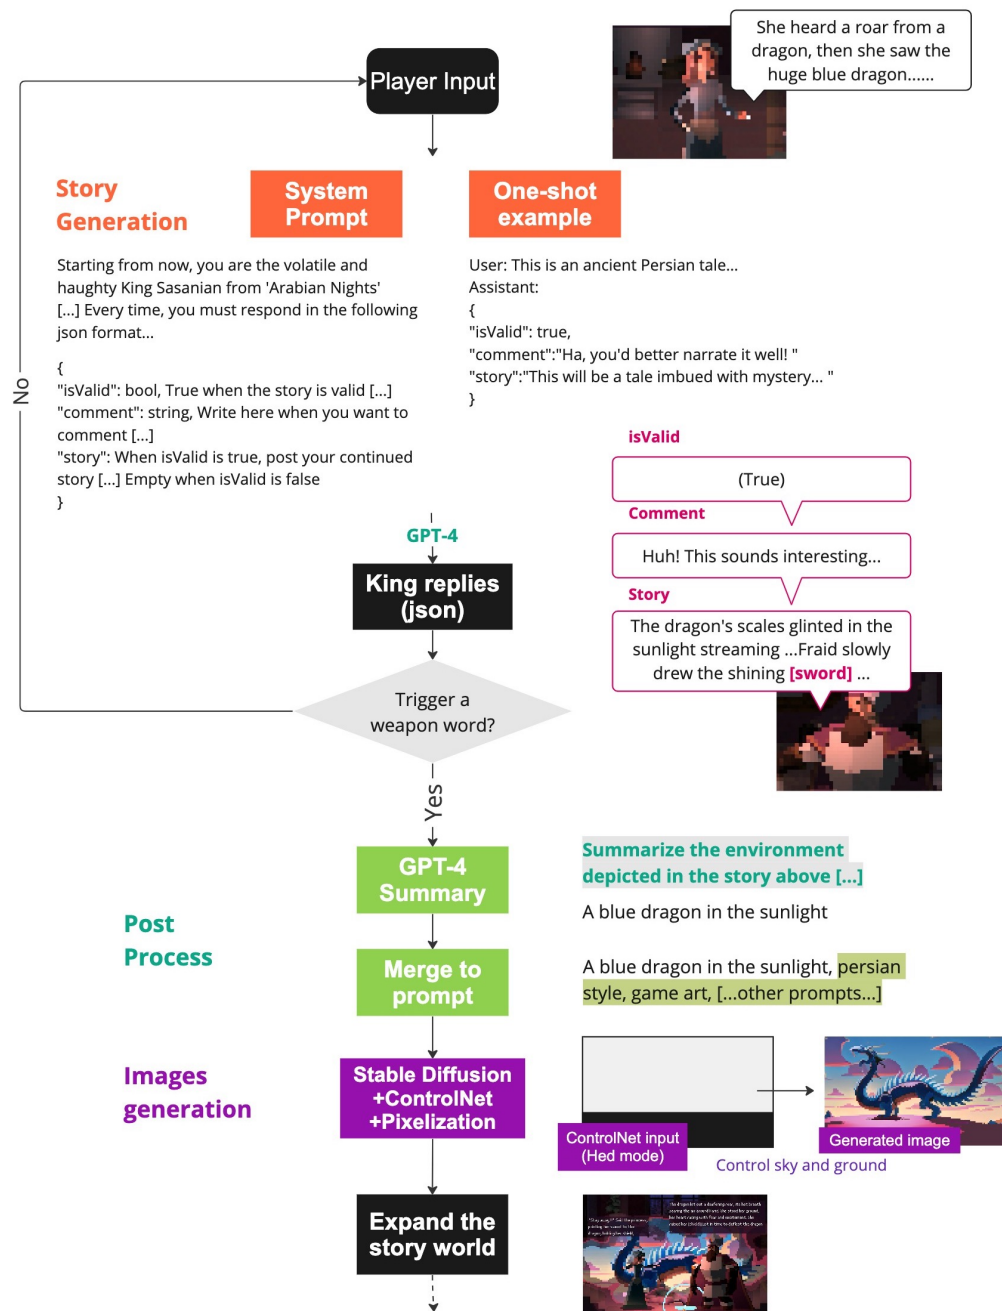 She heard a roar from a
dragon, then she saw the
huge blue dragon......
Player Input
Story
Generation
System
Prompt
One-shot
example
Starting from now, you are the volatile and
haughty King Sasanian from 'Arabian Nights'
[...] Every time, you must respond in the following
json format...
{
"isValid": bool, True when the story is valid [...]
"comment": string, Write here when you want to
comment [...]
"story": When isValid is true, post your continued
story [...] Empty when isValid is false
}
User: This is an ancient Persian tale...
Assistant:
{
"isValid": true,
"comment":"Ha, you'd better narrate it well! "
"story":"This will be a tale imbued with mystery... "
}
No
isValid
(True)
Comment
Huh! This sounds interesting...
Story
The dragon's scales glinted in the
sunlight streaming ...Fraid slowly
drew the shining [sword] ...
GPT-4
King replies
(json)
Trigger a
weapon word?
Yes
GPT-4
Summary
Summarize the environment
depicted in the story above [...]
A blue dragon in the sunlight
Post
Process
Merge to
prompt
A blue dragon in the sunlight, persian
style, game art, [...other prompts...]
Images
generation
Stable Diffusion
+ControlNet
+Pixelization
ControlNet input
(Hed mode)
Generated image
Control sky and ground
Expand the
story world